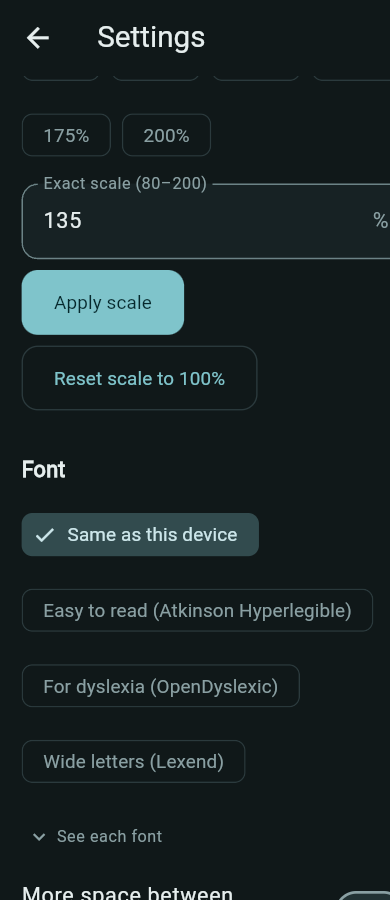 Settings
175%
200%
Exact scale (80–200)
135
%
Apply scale
Reset scale to 100%
Font
Same as this device
Easy to read (Atkinson Hyperlegible)
For dyslexia (OpenDyslexic)
Wide letters (Lexend)
See each font
More space between